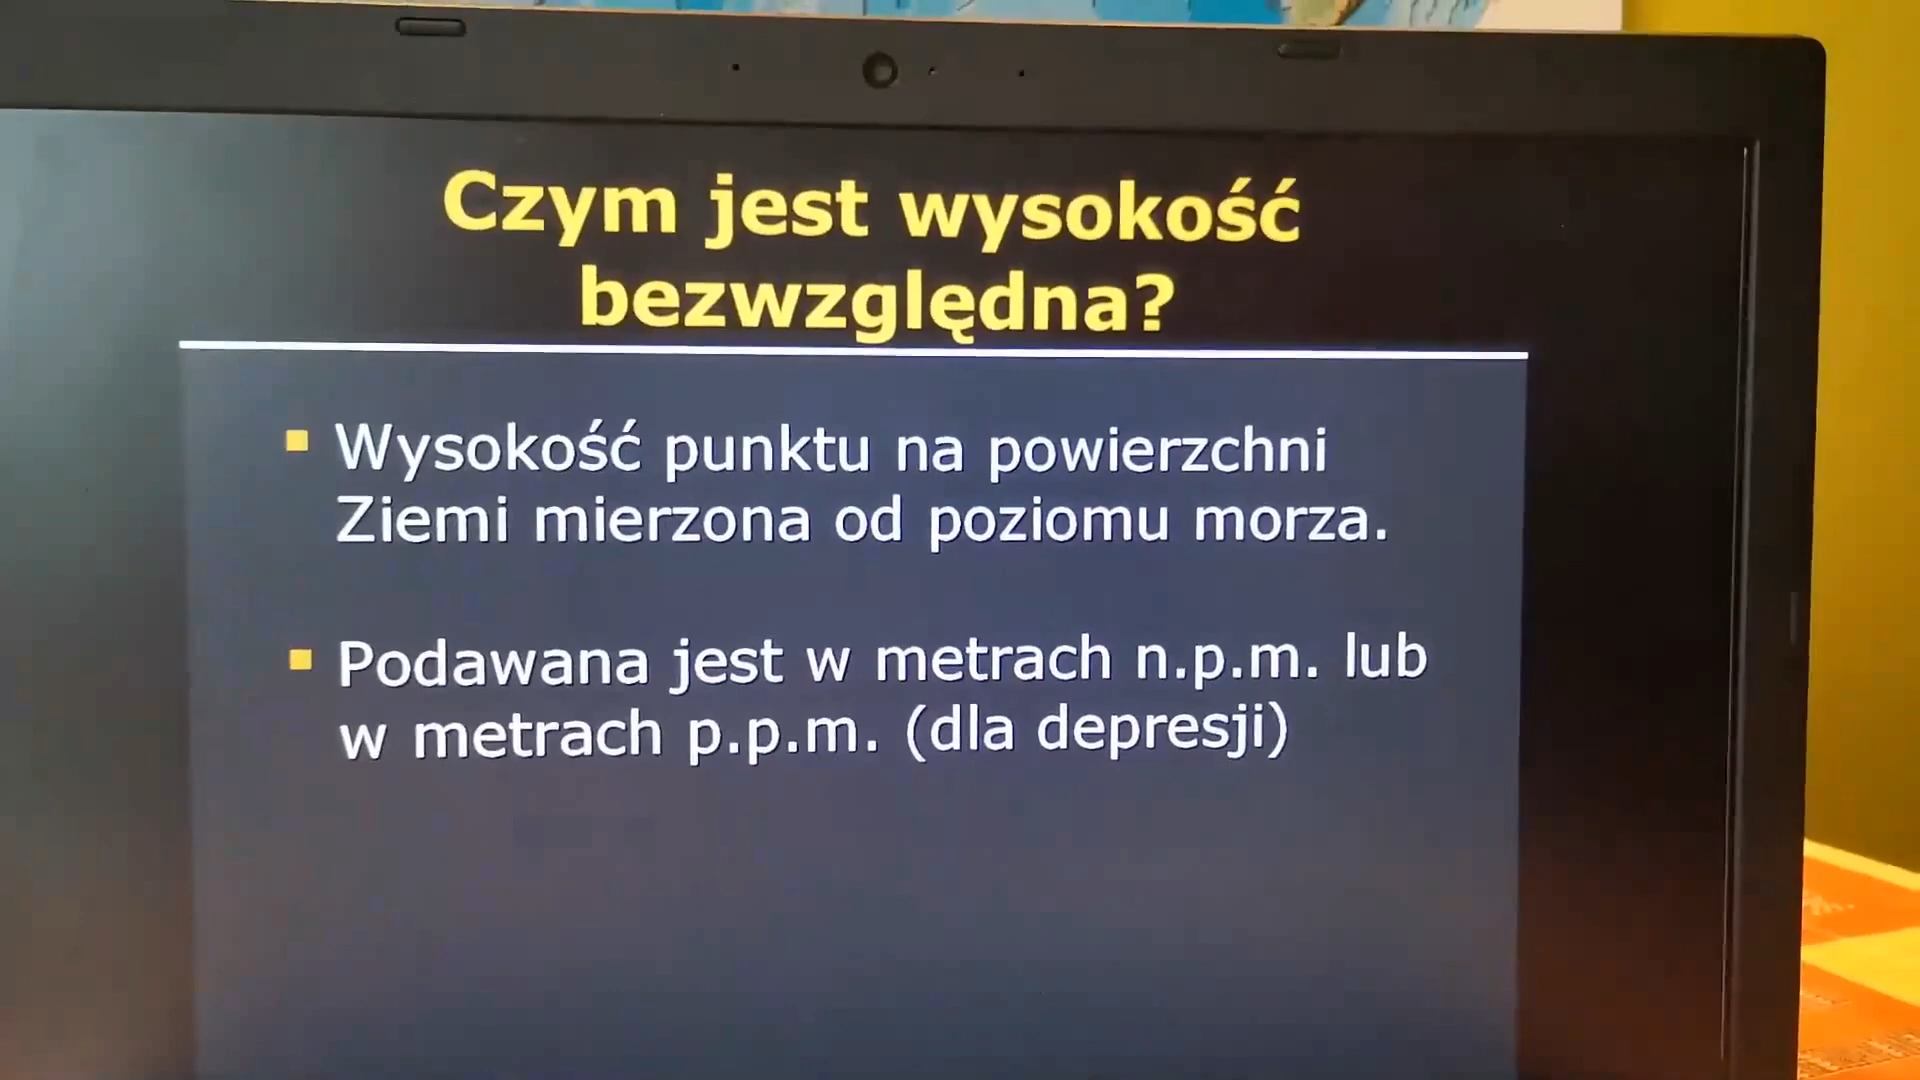 Czym jest wysokość
bezwzględna?
Wysokość punktu na powierzchni
Ziemi mierzona od poziomu morza.
Podawana jest w metrach n.p.m. lub
w metrach p.p.m. (dla depresji)